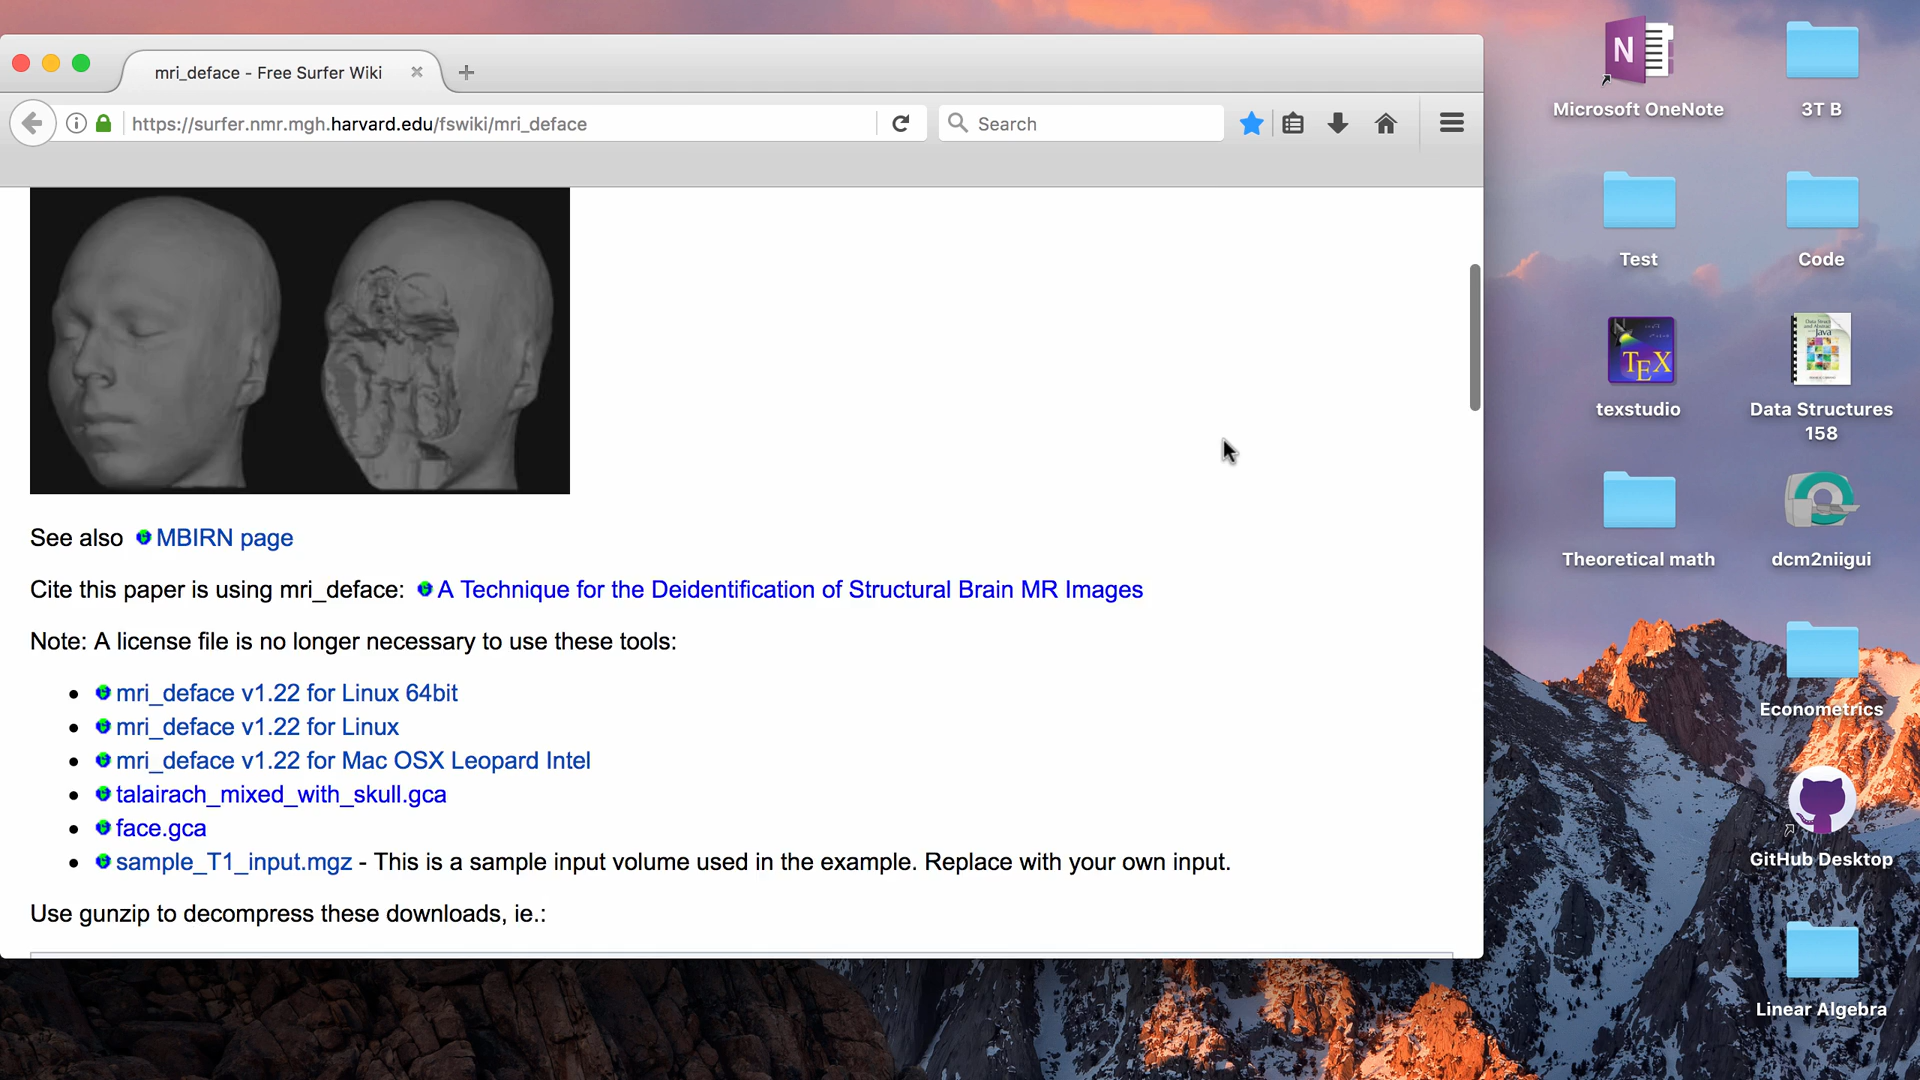 mri_deface - Free Surfer Wiki
https://surfer.nmr.mgh.harvard.edu/fswiki/mri_deface
Search
See also MBIRN page
Cite this paper is using mri_deface: A Technique for the Deidentification of Structural Brain MR Images
Note: A license file is no longer necessary to use these tools:
mri_deface v1.22 for Linux 64bit
mri_deface v1.22 for Linux
mri_deface v1.22 for Mac OSX Leopard Intel
talairach_mixed_with_skull.gca
face.gca
sample_T1_input.mgz - This is a sample input volume used in the example. Replace with your own input.
Use gunzip to decompress these downloads, ie.:
N
Microsoft OneNote
3T B
Test
Code
TEX
texstudio
Java
Data Structures
158
Theoretical math
dcm2niigui
Econometrics
GitHub Desktop
Linear Algebra